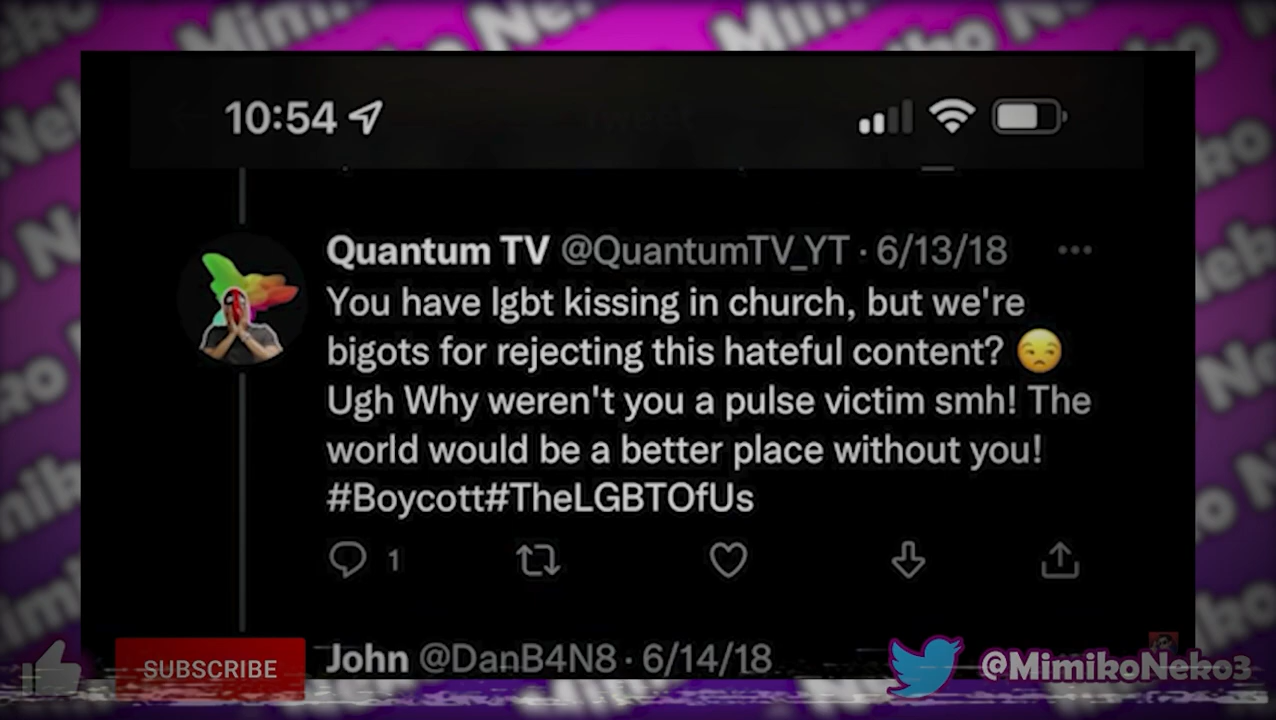 10:54
Quantum TV @QuantumTV_YT · 6/13/18
You have lgbt kissing in church, but we're
bigots for rejecting this hateful content? 😒
Ugh Why weren't you a pulse victim smh! The
world would be a better place without you!
#Boycott#TheLGBTOfUs
1
John @DanB4N8 · 6/14/18
SUBSCRIBE
@MimikoNeko3